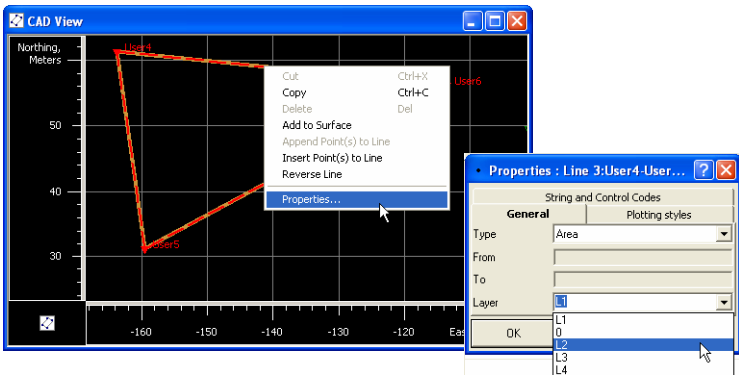 CAD View
Northing,
Meters
50
40
30
-160 -150 -140 -130 -120 Eas
User4
User6
User5
Cut Ctrl+X
Copy Ctrl+C
Delete Del
Add to Surface
Append Point(s) to Line
Insert Point(s) to Line
Reverse Line
Properties...
Properties : Line 3:User4-User...
String and Control Codes
General Plotting styles
Type Area
From
To
Layer L1
OK
L1
0
L2
L3
L4